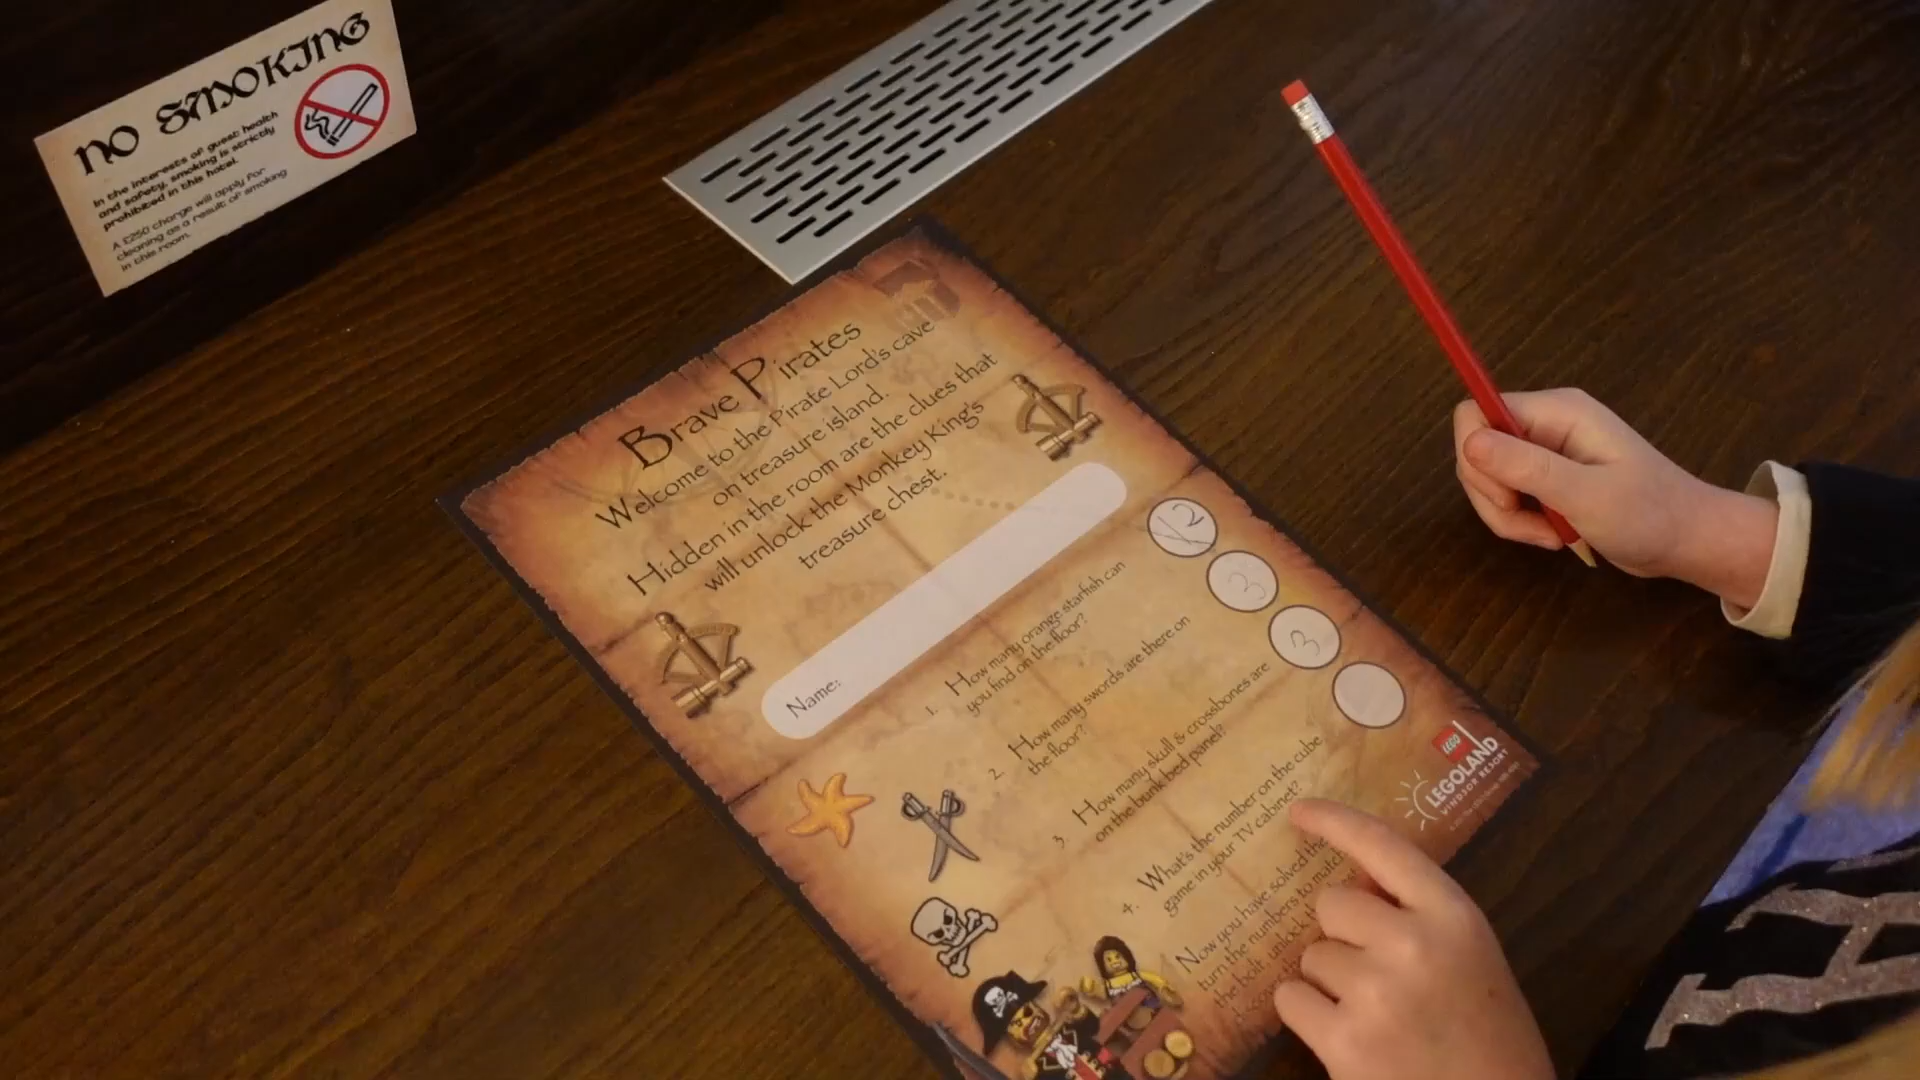 NO SMOKING
In the interests of guest health
and safety, smoking is strictly
prohibited in this hotel.
A £250 charge will apply for
cleaning as a result of smoking
in this room.
Brave Pirates
Welcome to the Pirate Lord's cave
on treasure island.
Hidden in the room are the clues that
will unlock the Monkey King's
treasure chest.
Name:
1. How many orange starfish can
you find on the floor?
2. How many swords are there on
the floor?
3. How many skull & crossbones are
on the bunk bed panel?
4. What's the number on the cube
game in your TV cabinet?
2
3
3
Now you have solved the
turn the numbers to match
the bolt, unlock
LEGO
LEGOLAND
WINDSOR RESORT